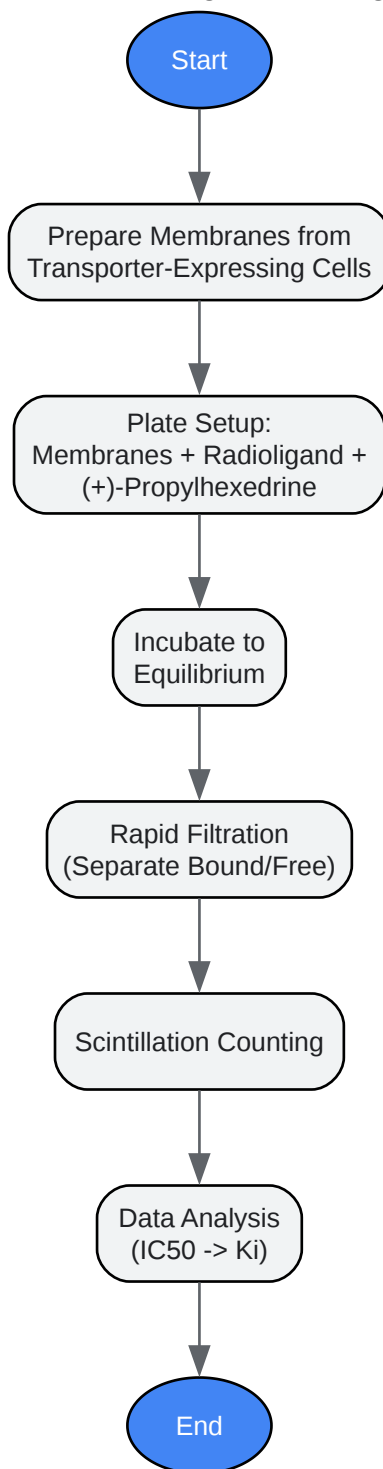 Start
Prepare Membranes from
Transporter-Expressing Cells
Plate Setup:
Membranes + Radioligand +
(+)-Propylhexedrine
Incubate to
Equilibrium
Rapid Filtration
(Separate Bound/Free)
Scintillation Counting
Data Analysis
(IC50 -> Ki)
End